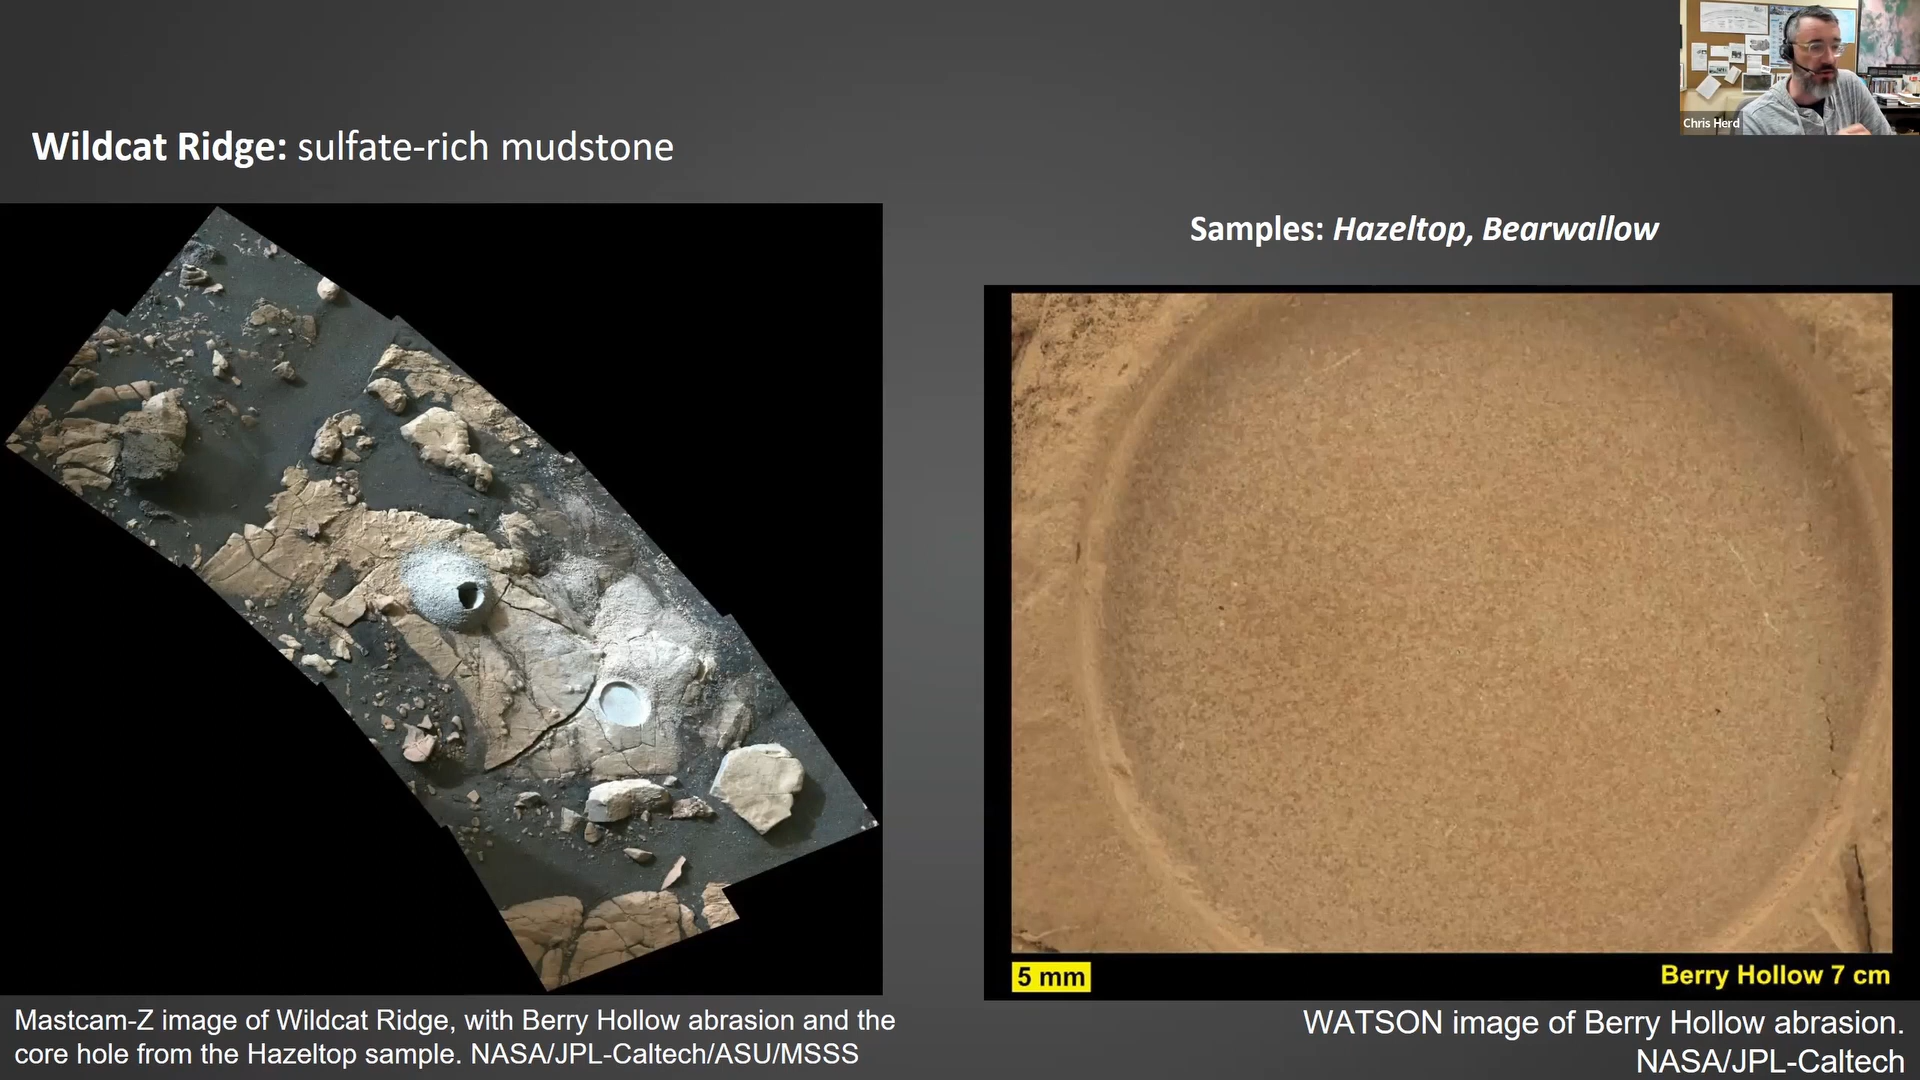 Chris Herd
Wildcat Ridge: sulfate-rich mudstone
Samples: Hazeltop, Bearwallow
5 mm
Berry Hollow 7 cm
Mastcam-Z image of Wildcat Ridge, with Berry Hollow abrasion and the
core hole from the Hazeltop sample. NASA/JPL-Caltech/ASU/MSSS
WATSON image of Berry Hollow abrasion.
NASA/JPL-Caltech